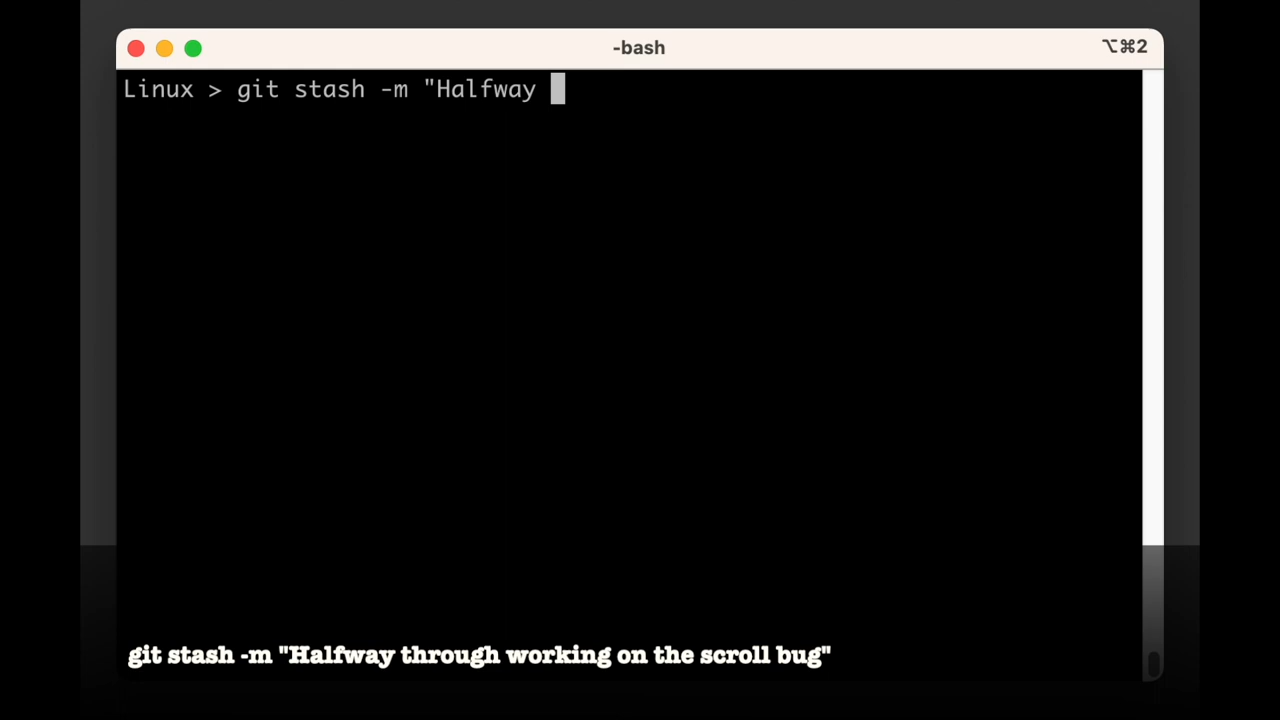 -bash
⌥⌘2
Linux > git stash -m "Halfway
git stash -m "Halfway through working on the scroll bug"